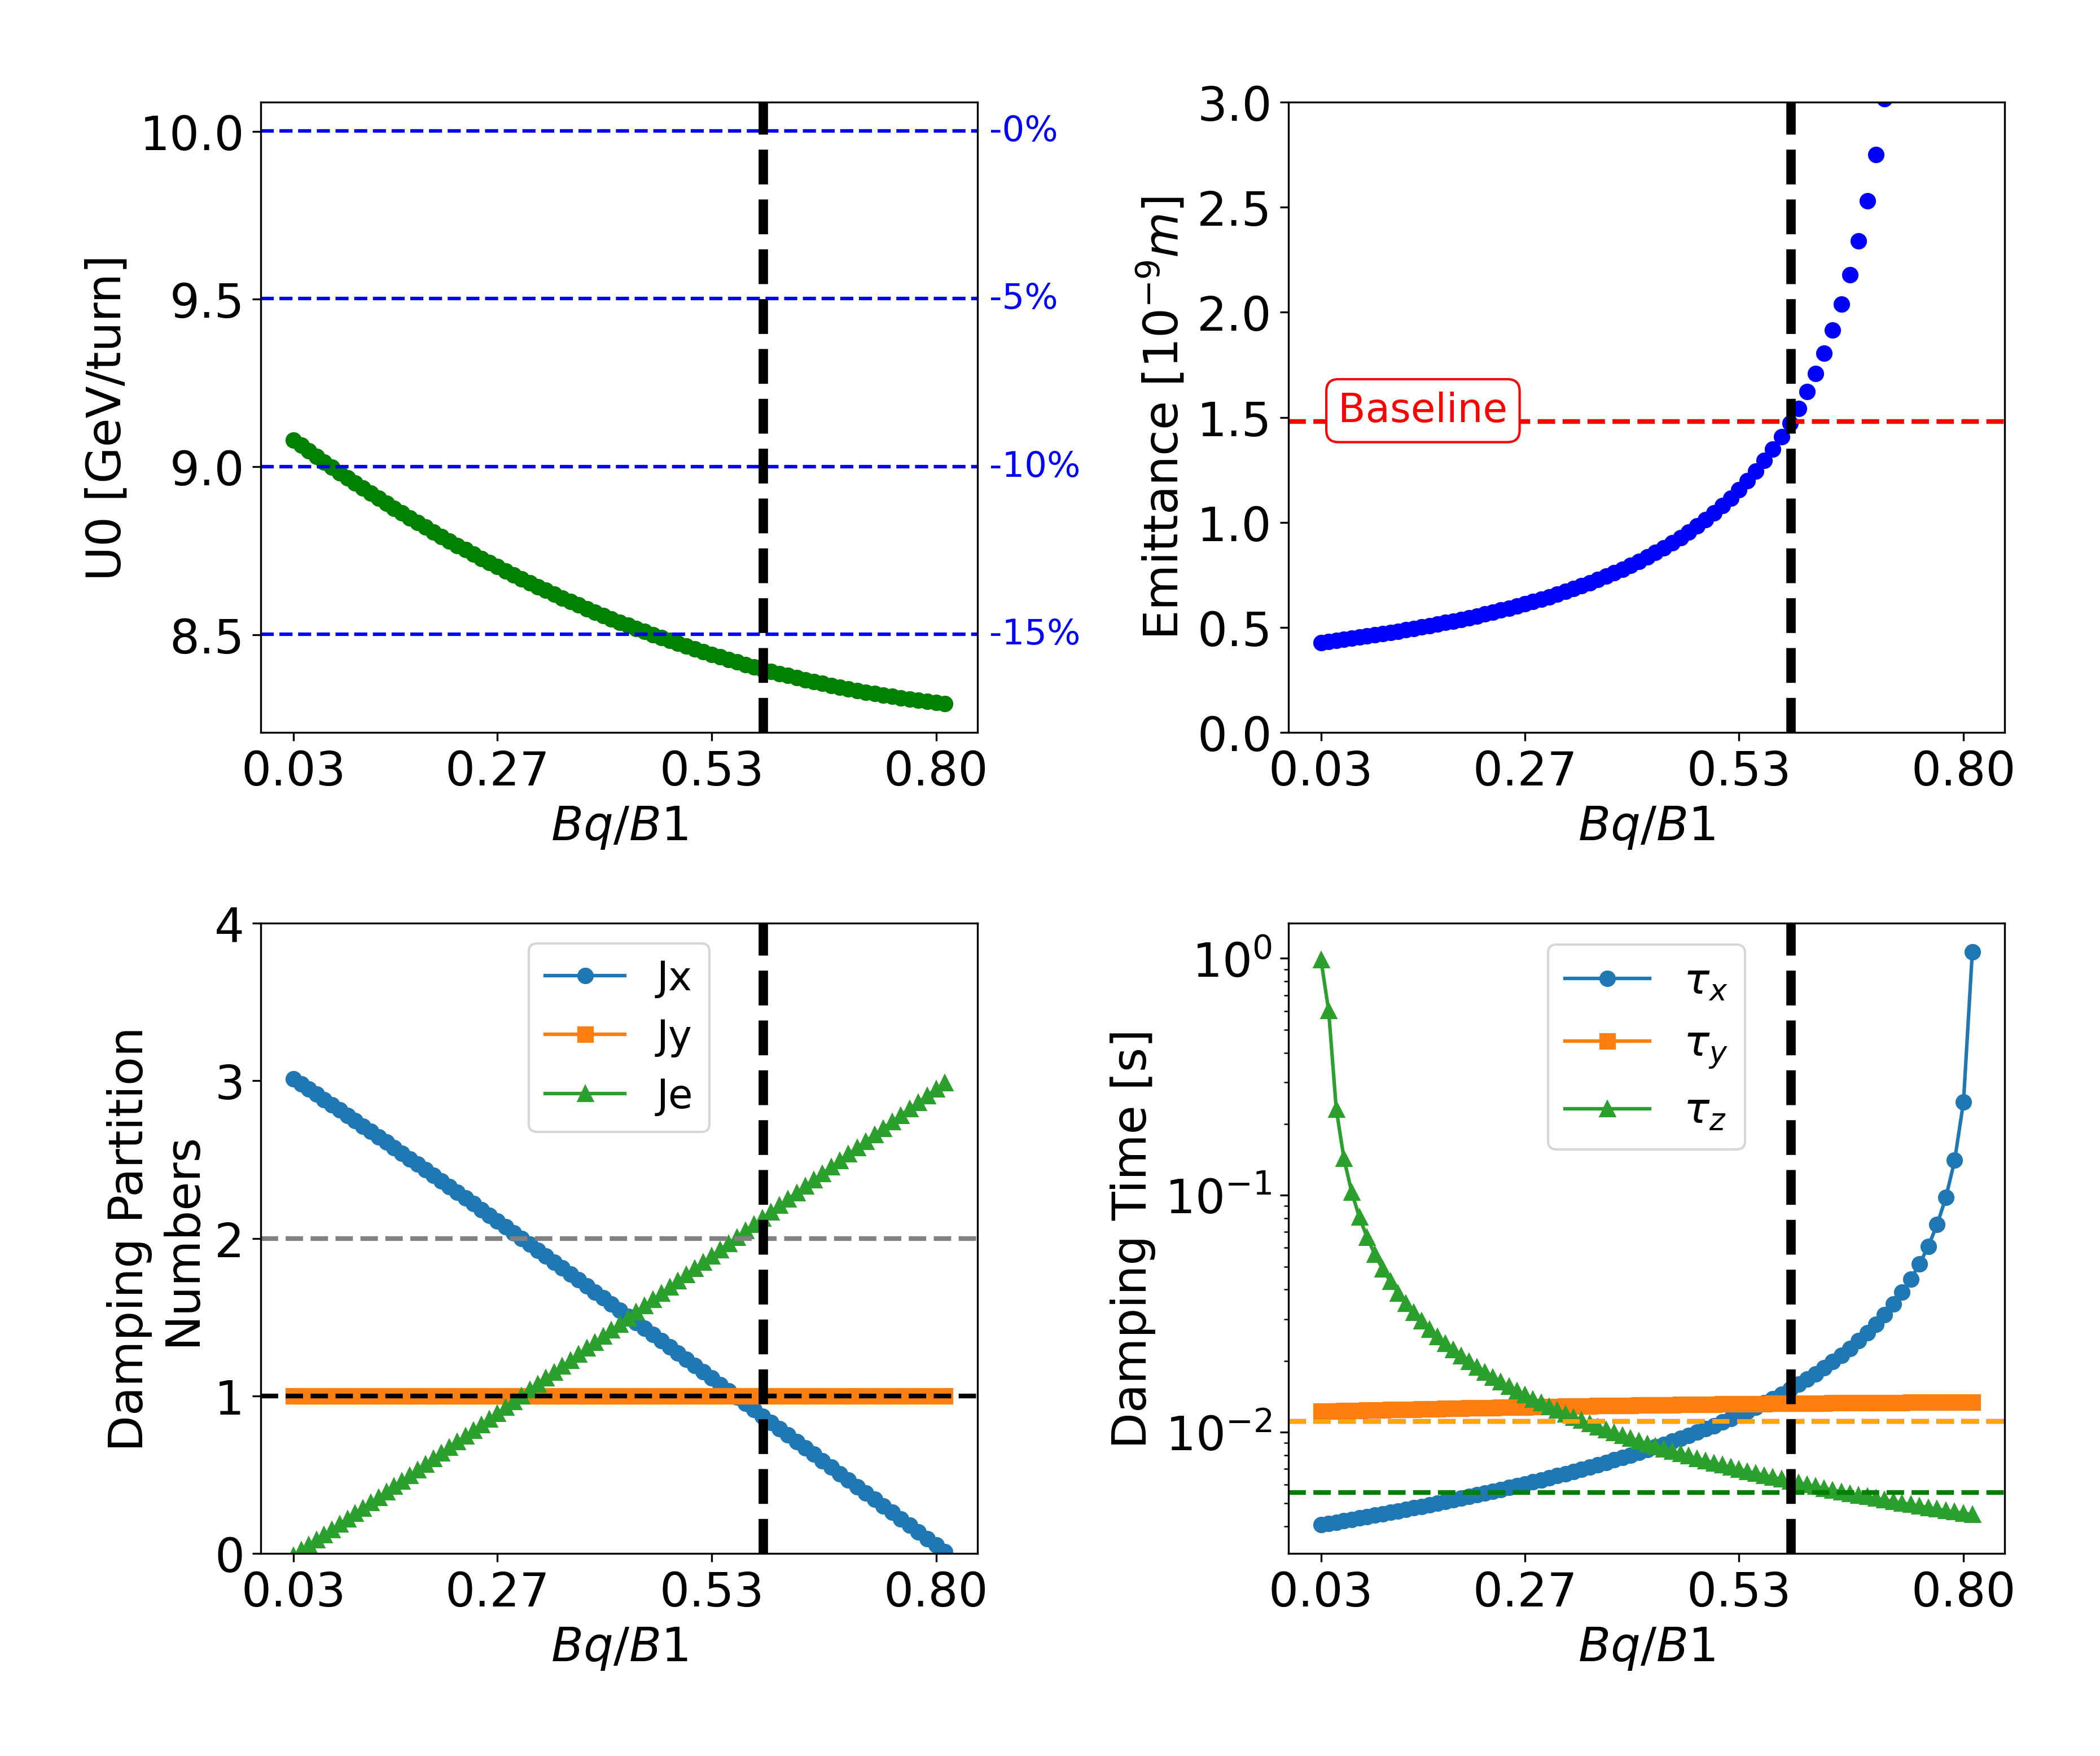 10.0
9.5
9.0
8.5
U0 [GeV/turn]
-0%
-5%
-10%
-15%
0.03 0.27 0.53 0.80
Bq/B1
3.0
2.5
2.0
1.5
1.0
0.5
0.0
Emittance [10⁻⁹m]
Baseline
0.03 0.27 0.53 0.80
Bq/B1
4
3
2
1
0
Damping Partition
Numbers
Jx
Jy
Je
0.03 0.27 0.53 0.80
Bq/B1
10⁰
10⁻¹
10⁻²
Damping Time [s]
τₓ
τ_y
τ_z
0.03 0.27 0.53 0.80
Bq/B1